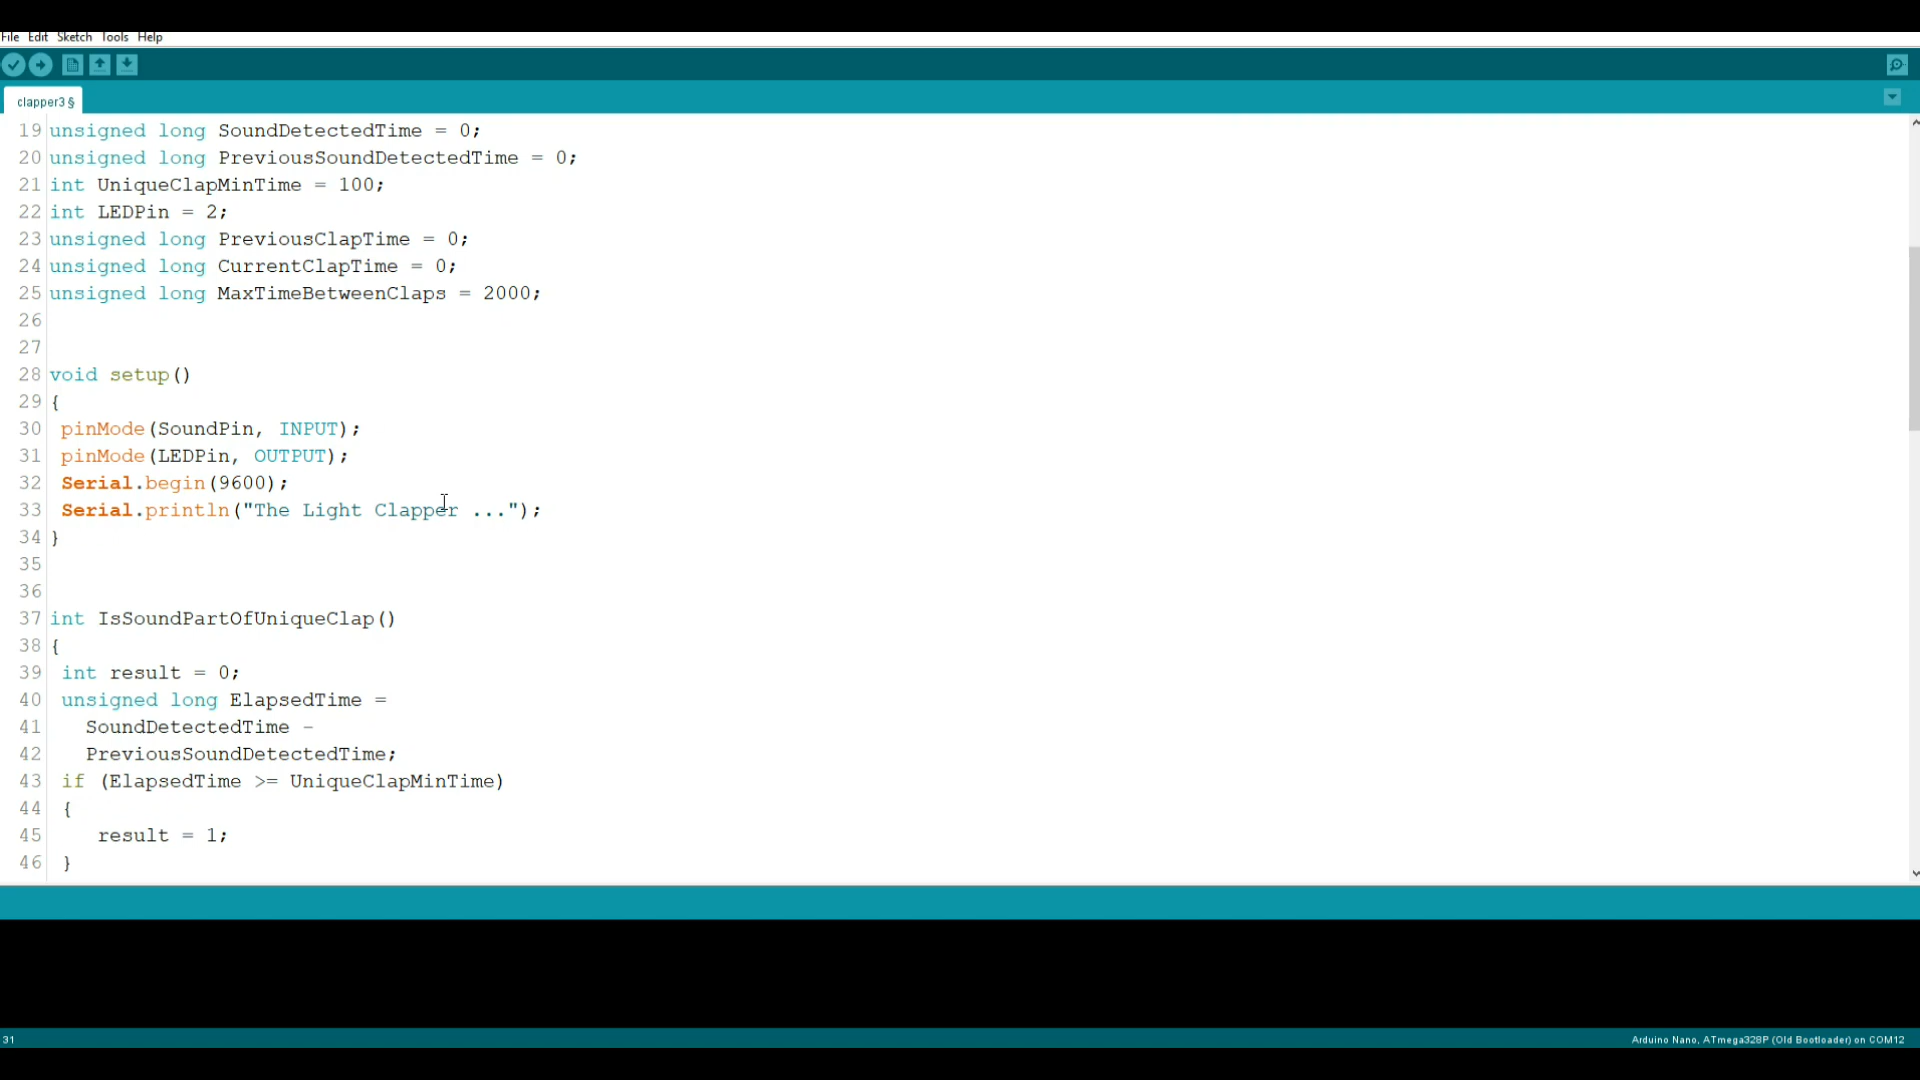 File Edit Sketch Tools Help
clapper3 §
19 unsigned long SoundDetectedTime = 0;
20 unsigned long PreviousSoundDetectedTime = 0;
21 int UniqueClapMinTime = 100;
22 int LEDPin = 2;
23 unsigned long PreviousClapTime = 0;
24 unsigned long CurrentClapTime = 0;
25 unsigned long MaxTimeBetweenClaps = 2000;
26
27
28 void setup()
29 {
30 pinMode(SoundPin, INPUT);
31 pinMode(LEDPin, OUTPUT);
32 Serial.begin(9600);
33 Serial.println("The Light Clapper ...");
34 }
35
36
37 int IsSoundPartOfUniqueClap()
38 {
39 int result = 0;
40 unsigned long ElapsedTime =
41 SoundDetectedTime -
42 PreviousSoundDetectedTime;
43 if (ElapsedTime >= UniqueClapMinTime)
44 {
45 result = 1;
46 }
31
Arduino Nano, ATmega328P (Old Bootloader) on COM12